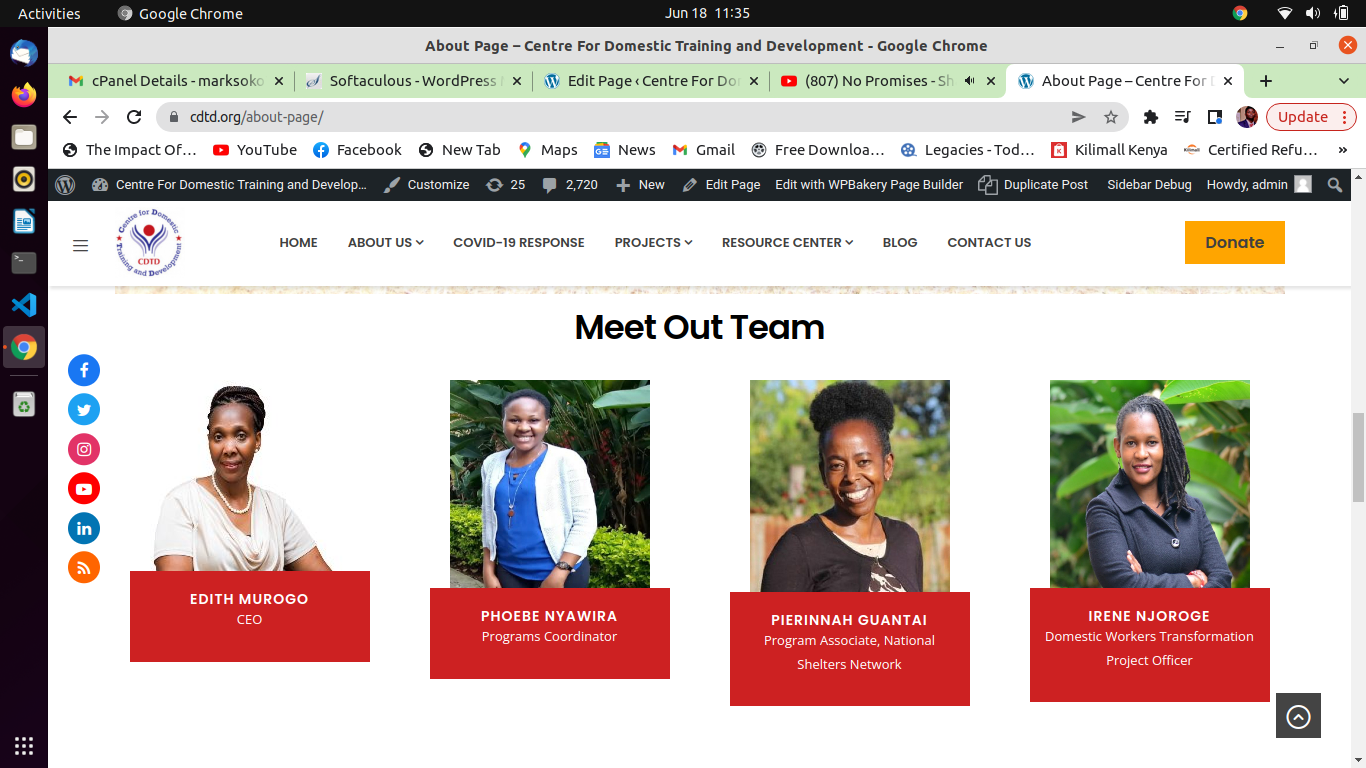 Activities
Google Chrome
Jun 18 11:35
About Page – Centre For Domestic Training and Development - Google Chrome
cPanel Details - marksoko
Softaculous - WordPress
Edit Page ‹ Centre For Do
(807) No Promises - Sh
About Page – Centre For
cdtd.org/about-page/
Update
The Impact Of…
YouTube
Facebook
New Tab
Maps
News
Gmail
Free Downloa…
Legacies - Tod…
Kilimall Kenya
Certified Refu…
»
Centre For Domestic Training and Develop…
Customize
25
2,720
New
Edit Page
Edit with WPBakery Page Builder
Duplicate Post
Sidebar Debug
Howdy, admin
Centre for Domestic
Training and Development
CDTD
HOME
ABOUT US
COVID-19 RESPONSE
PROJECTS
RESOURCE CENTER
BLOG
CONTACT US
Donate
Meet Out Team
EDITH MUROGO
CEO
PHOEBE NYAWIRA
Programs Coordinator
PIERINNAH GUANTAI
Program Associate, National
Shelters Network
IRENE NJOROGE
Domestic Workers Transformation
Project Officer